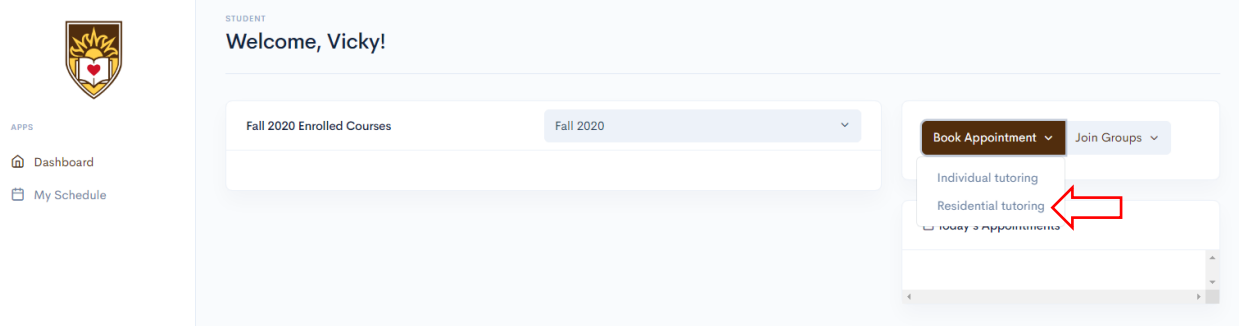 STUDENT
Welcome, Vicky!
APPS
Dashboard
My Schedule
Fall 2020 Enrolled Courses
Fall 2020
Book Appointment
Join Groups
Individual tutoring
Residential tutoring
Today's Appointments